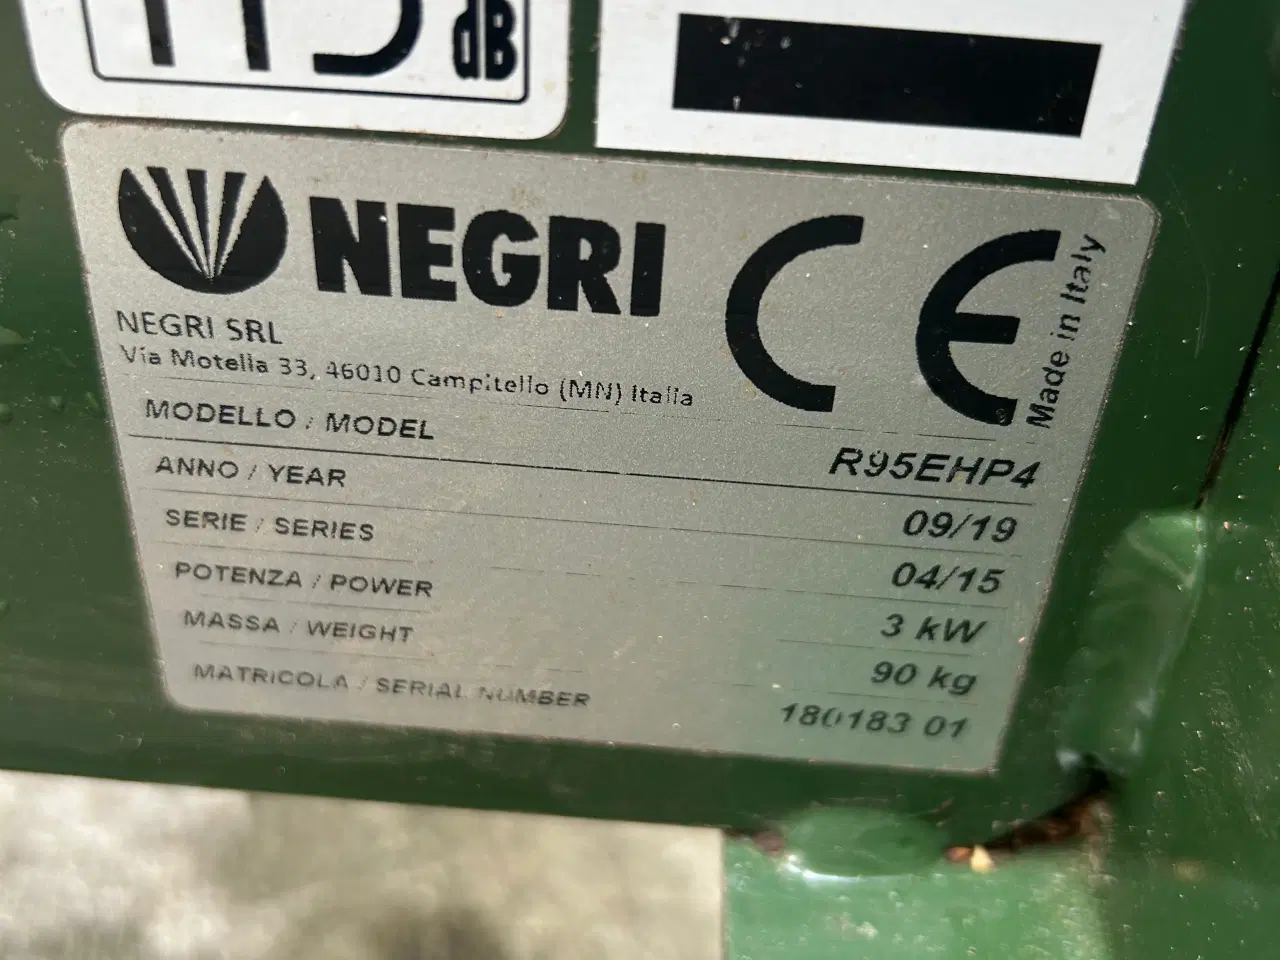 115 dB
NEGRI
CE
Made in Italy
NEGRI SRL
Via Motella 33, 46010 Campitello (MN) Italia
MODELLO / MODEL R95EHP4
ANNO / YEAR 09/19
SERIE / SERIES 04/15
POTENZA / POWER 3 kW
MASSA / WEIGHT 90 kg
MATRICOLA / SERIAL NUMBER 180183 01